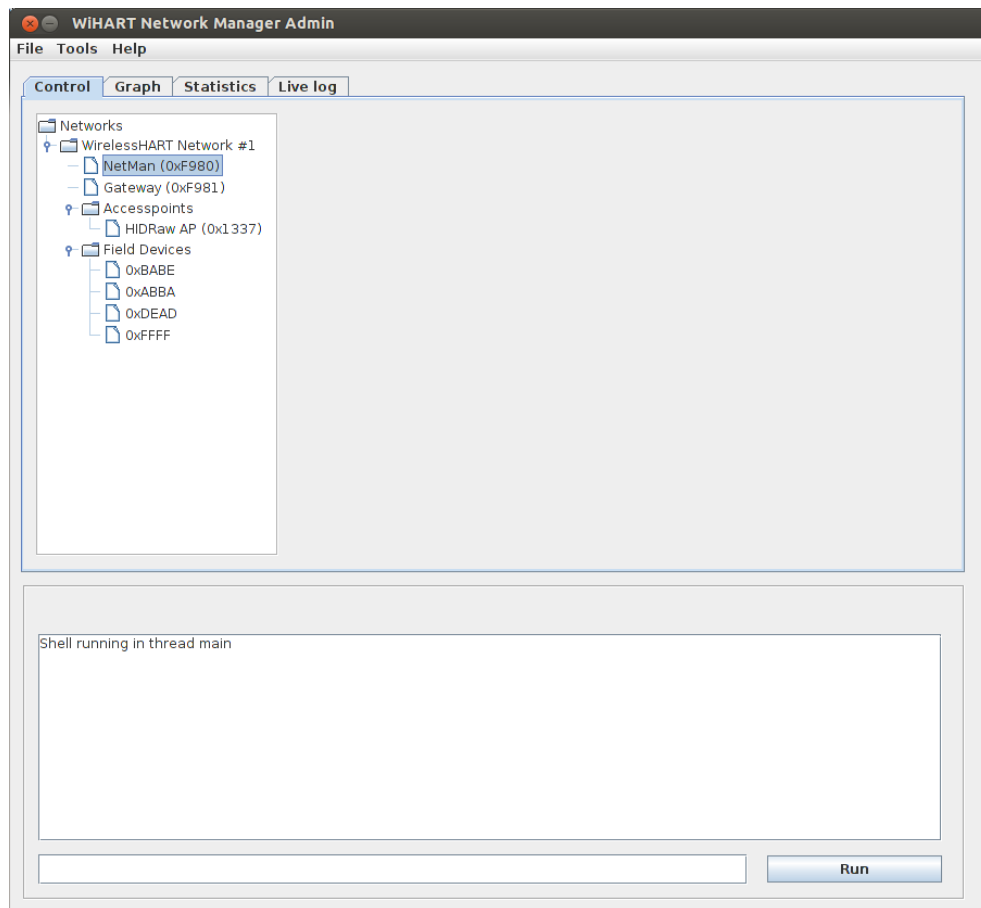 WiHART Network Manager Admin
File Tools Help
Control Graph Statistics Live log
Networks
WirelessHART Network #1
NetMan (0xF980)
Gateway (0xF981)
Accesspoints
HIDRaw AP (0x1337)
Field Devices
0xBABE
0xABBA
0xDEAD
0xFFFF
Shell running in thread main
Run